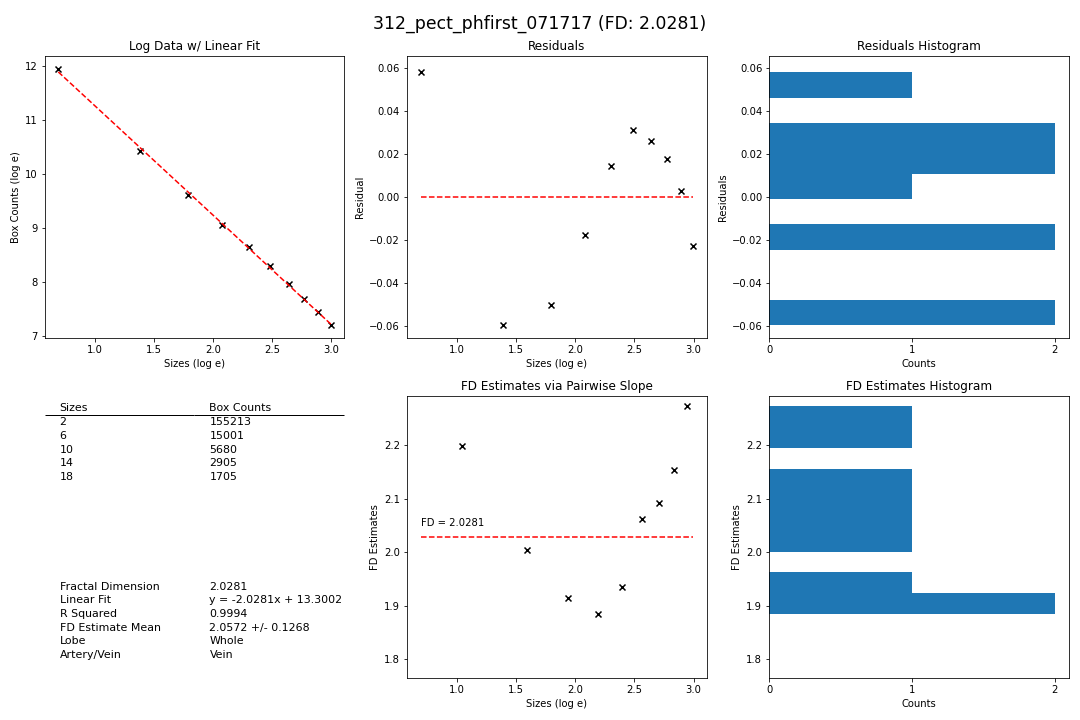 312_pect_phfirst_071717 (FD: 2.0281)
Log Data w/ Linear Fit
Box Counts (log e)
12
11
10
9
8
7
1.0 1.5 2.0 2.5 3.0
Sizes (log e)
Residuals
Residual
0.06
0.04
0.02
0.00
−0.02
−0.04
−0.06
1.0 1.5 2.0 2.5 3.0
Sizes (log e)
Residuals Histogram
Residuals
0.06
0.04
0.02
0.00
−0.02
−0.04
−0.06
0 1 2
Counts
Sizes Box Counts
2 155213
6 15001
10 5680
14 2905
18 1705
Fractal Dimension 2.0281
Linear Fit y = -2.0281x + 13.3002
R Squared 0.9994
FD Estimate Mean 2.0572 +/- 0.1268
Lobe Whole
Artery/Vein Vein
FD Estimates via Pairwise Slope
FD Estimates
2.2
2.1
2.0
1.9
1.8
FD = 2.0281
1.0 1.5 2.0 2.5 3.0
Sizes (log e)
FD Estimates Histogram
FD Estimates
2.2
2.1
2.0
1.9
1.8
0 1 2
Counts